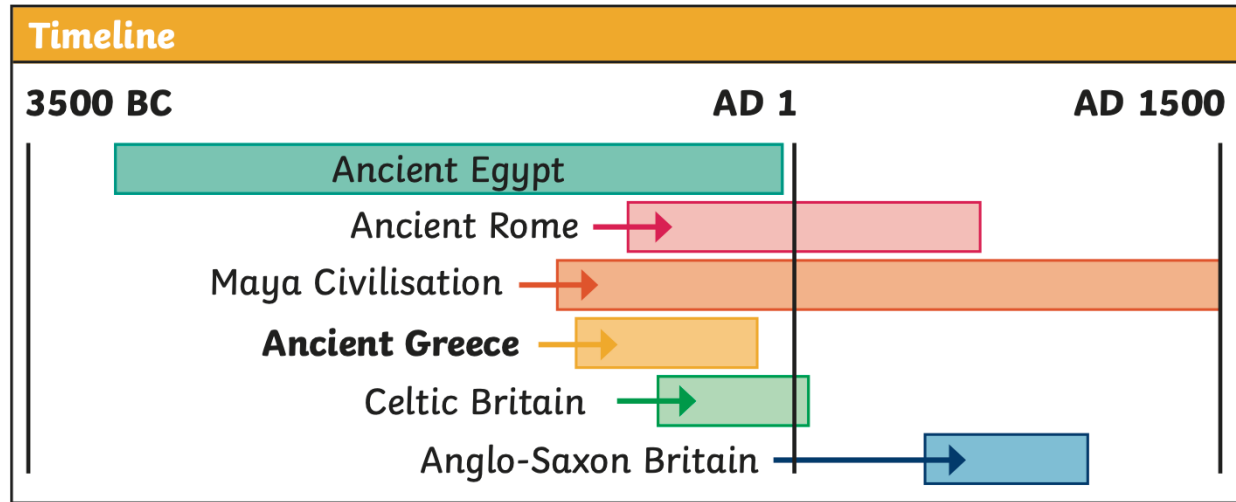 Timeline
3500 BC AD 1 AD 1500
Ancient Egypt
Ancient Rome
Maya Civilisation
Ancient Greece
Celtic Britain
Anglo-Saxon Britain